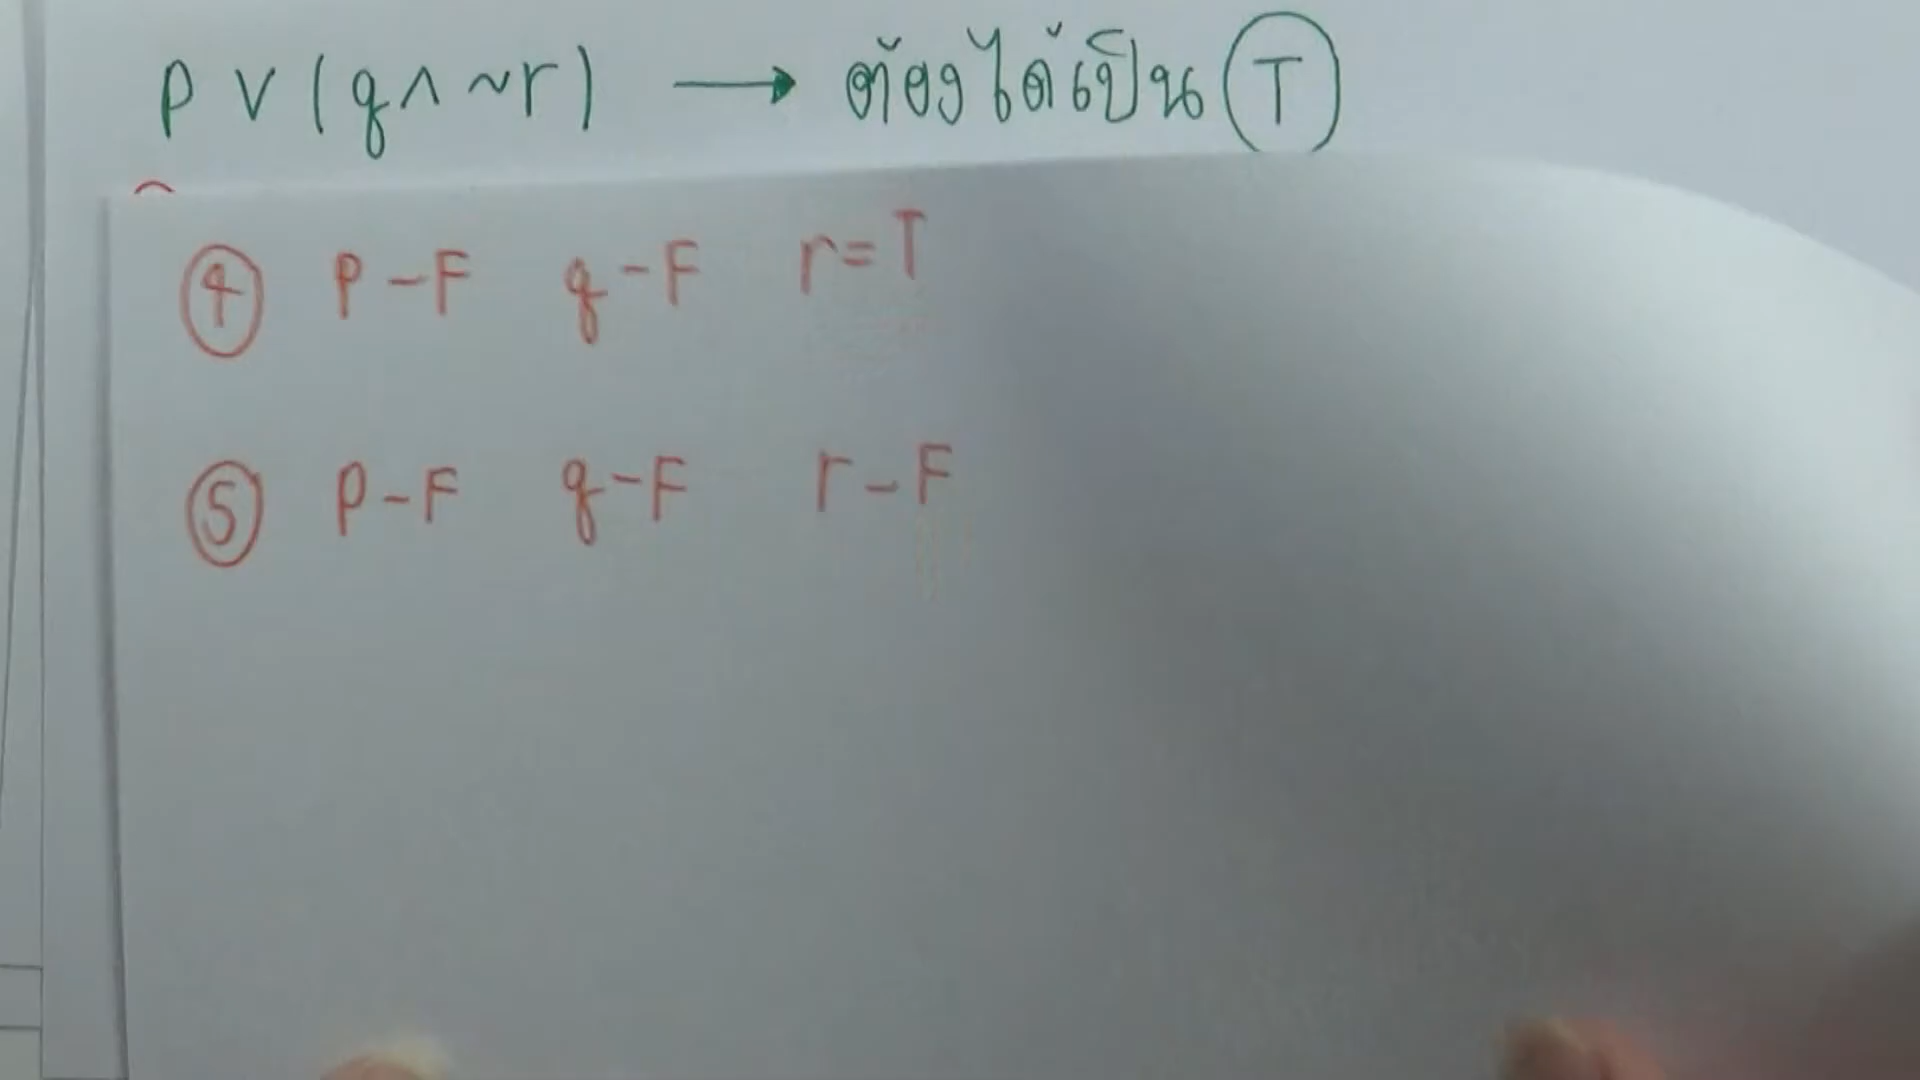 p ∨ (q ∧ ~r) → ต้องได้เป็น T
4 p - F q - F r = T
5 p - F q - F r - F